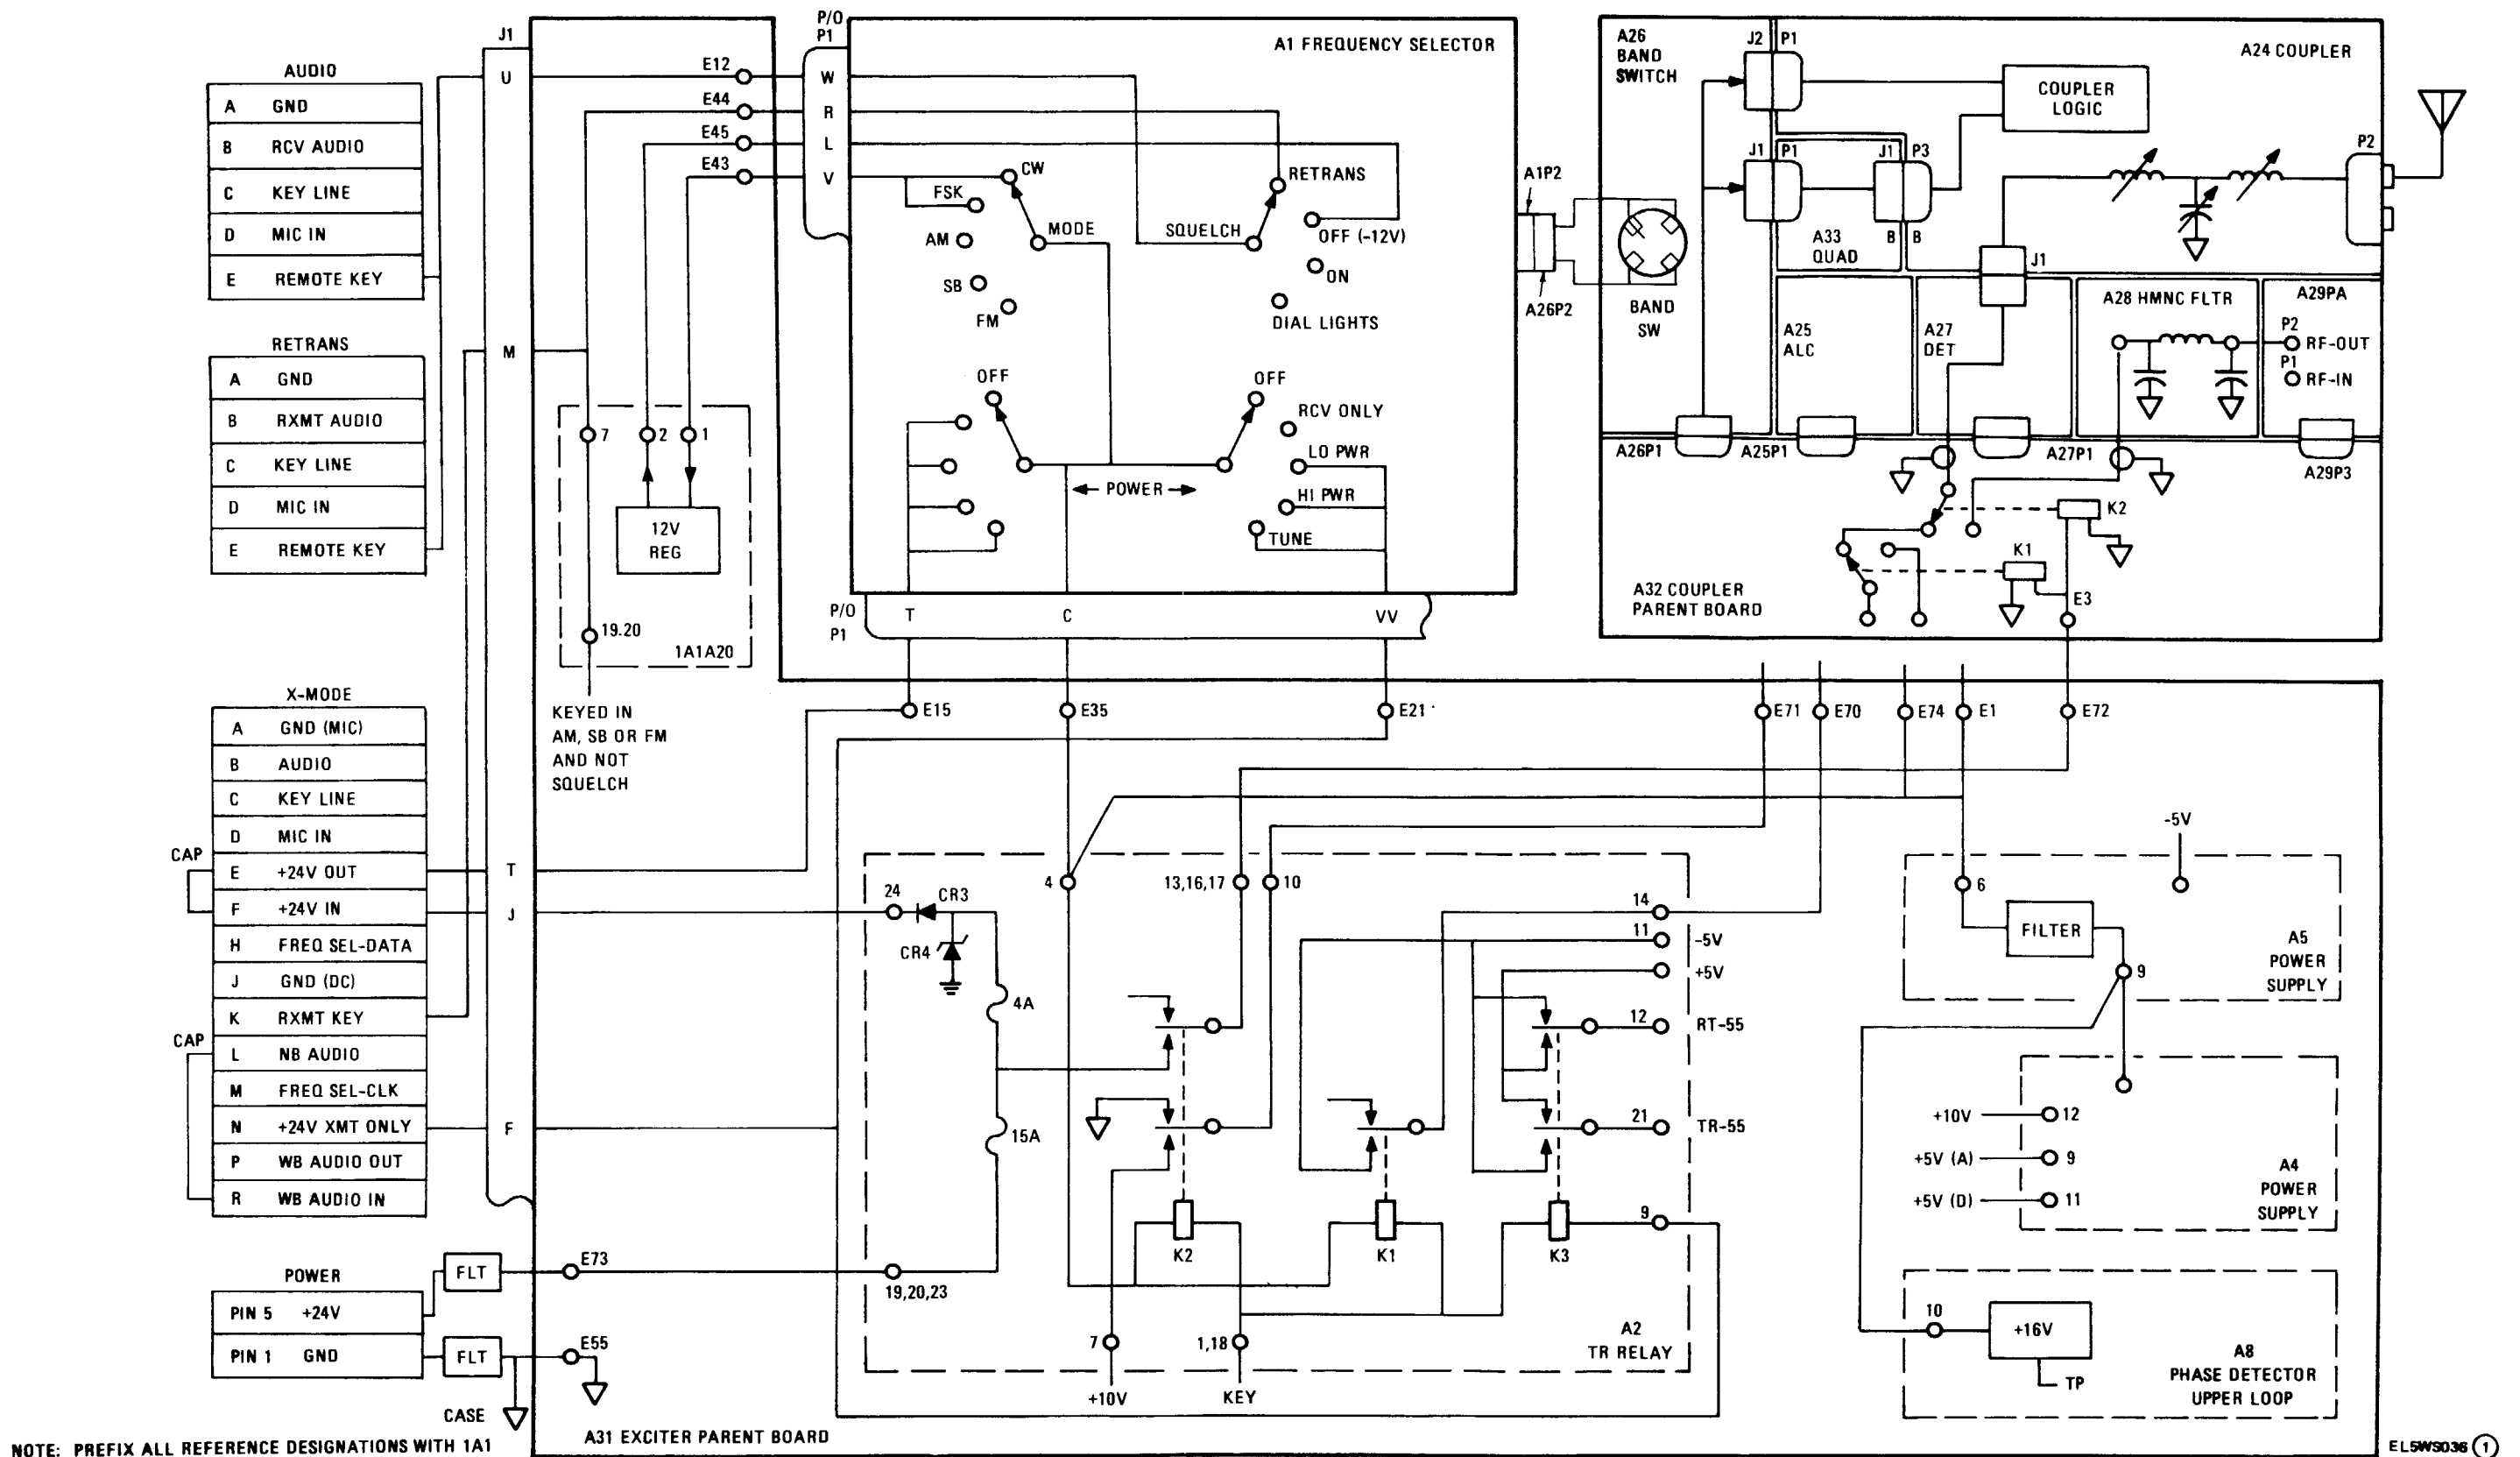 AUDIO
A GND
B RCV AUDIO
C KEY LINE
D MIC IN
E REMOTE KEY
RETRANS
A GND
B RXMT AUDIO
C KEY LINE
D MIC IN
E REMOTE KEY
X-MODE
A GND (MIC)
B AUDIO
C KEY LINE
D MIC IN
E +24V OUT
F +24V IN
H FREQ SEL-DATA
J GND (DC)
K RXMT KEY
L NB AUDIO
M FREQ SEL-CLK
N +24V XMT ONLY
P WB AUDIO OUT
R WB AUDIO IN
CAP
CAP
POWER
PIN 5 +24V
PIN 1 GND
FLT
FLT
CASE
J1
U
M
T
J
F
E73
E55
E12
E44
E45
E43
7
2
1
12V
REG
19.20
1A1A20
KEYED IN
AM, SB OR FM
AND NOT
SQUELCH
P/O
P1
W
R
L
V
A1 FREQUENCY SELECTOR
CW
FSK
AM
SB
FM
MODE
SQUELCH
RETRANS
OFF (-12V)
ON
DIAL LIGHTS
OFF
OFF
RCV ONLY
LO PWR
HI PWR
TUNE
POWER
P/O
P1
T
C
VV
A1P2
A26P2
A26
BAND
SWITCH
J2
P1
A24 COUPLER
COUPLER
LOGIC
J1
P1
J1
P3
B
B
A33
QUAD
P2
J1
BAND
SW
A25
ALC
A27
DET
A28 HMNC FLTR
A29PA
P2
RF-OUT
P1
RF-IN
A26P1
A25P1
A27P1
A29P3
K2
K1
E3
A32 COUPLER
PARENT BOARD
E15
E35
E21
E71
E70
E74
E1
E72
4
13,16,17
10
24
CR3
CR4
4A
15A
14
11
-5V
+5V
12
RT-55
21
TR-55
9
K2
K1
K3
19,20,23
7
1,18
+10V
KEY
A2
TR RELAY
-5V
6
FILTER
9
A5
POWER
SUPPLY
+10V
12
+5V (A)
9
+5V (D)
11
A4
POWER
SUPPLY
10
+16V
TP
A8
PHASE DETECTOR
UPPER LOOP
A31 EXCITER PARENT BOARD
NOTE: PREFIX ALL REFERENCE DESIGNATIONS WITH 1A1
EL5WS036 1